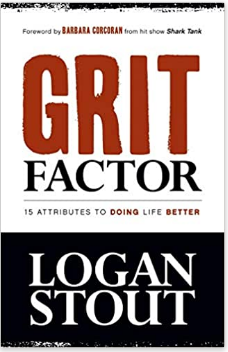 Foreword by BARBARA CORCORAN from hit show Shark Tank
GRIT
FACTOR
15 ATTRIBUTES TO DOING LIFE BETTER
LOGAN
STOUT